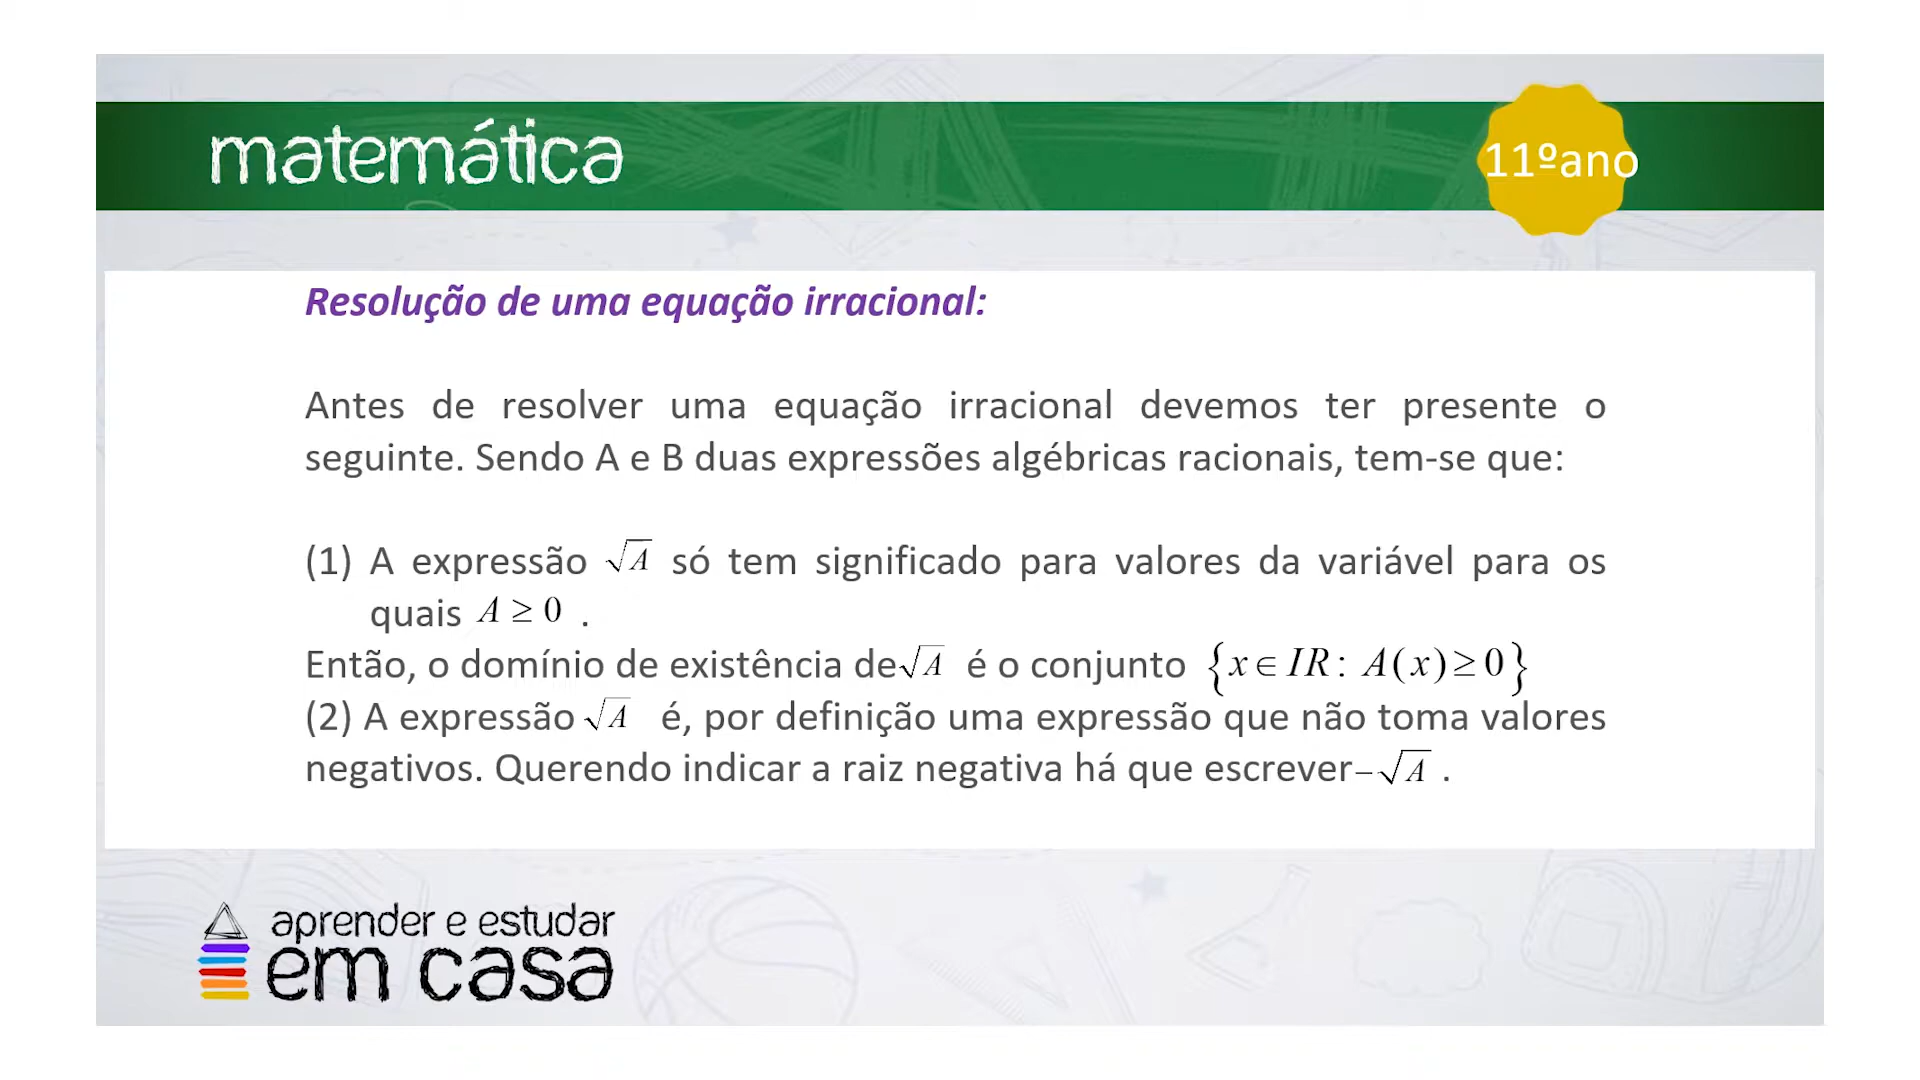 matemática
11ºano
Resolução de uma equação irracional:
Antes de resolver uma equação irracional devemos ter presente o
seguinte. Sendo A e B duas expressões algébricas racionais, tem-se que:
(1) A expressão √A só tem significado para valores da variável para os
quais A ≥ 0 .
Então, o domínio de existência de√A é o conjunto {x ∈ IR: A(x) ≥ 0}
(2) A expressão √A é, por definição uma expressão que não toma valores
negativos. Querendo indicar a raiz negativa há que escrever−√A .
aprender e estudar
em casa